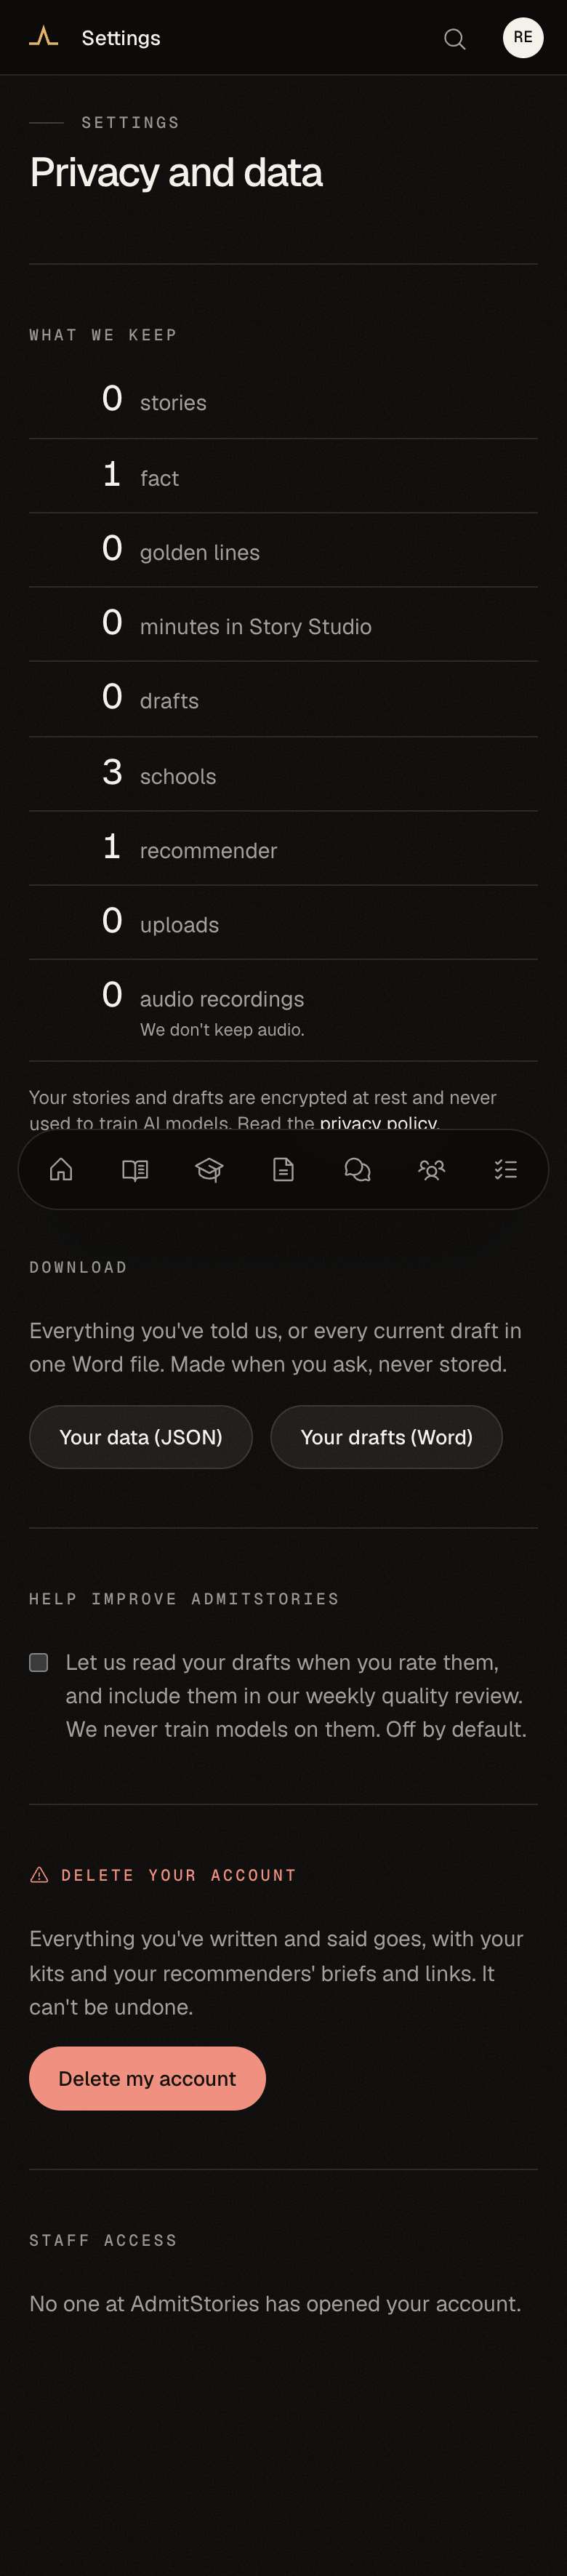 Settings
RE
SETTINGS
Privacy and data
WHAT WE KEEP
0 stories
1 fact
0 golden lines
0 minutes in Story Studio
0 drafts
3 schools
1 recommender
0 uploads
0 audio recordings
We don't keep audio.
Your stories and drafts are encrypted at rest and never
used to train AI models. Read the privacy policy.
DOWNLOAD
Everything you've told us, or every current draft in
one Word file. Made when you ask, never stored.
Your data (JSON)
Your drafts (Word)
HELP IMPROVE ADMITSTORIES
Let us read your drafts when you rate them,
and include them in our weekly quality review.
We never train models on them. Off by default.
DELETE YOUR ACCOUNT
Everything you've written and said goes, with your
kits and your recommenders' briefs and links. It
can't be undone.
Delete my account
STAFF ACCESS
No one at AdmitStories has opened your account.